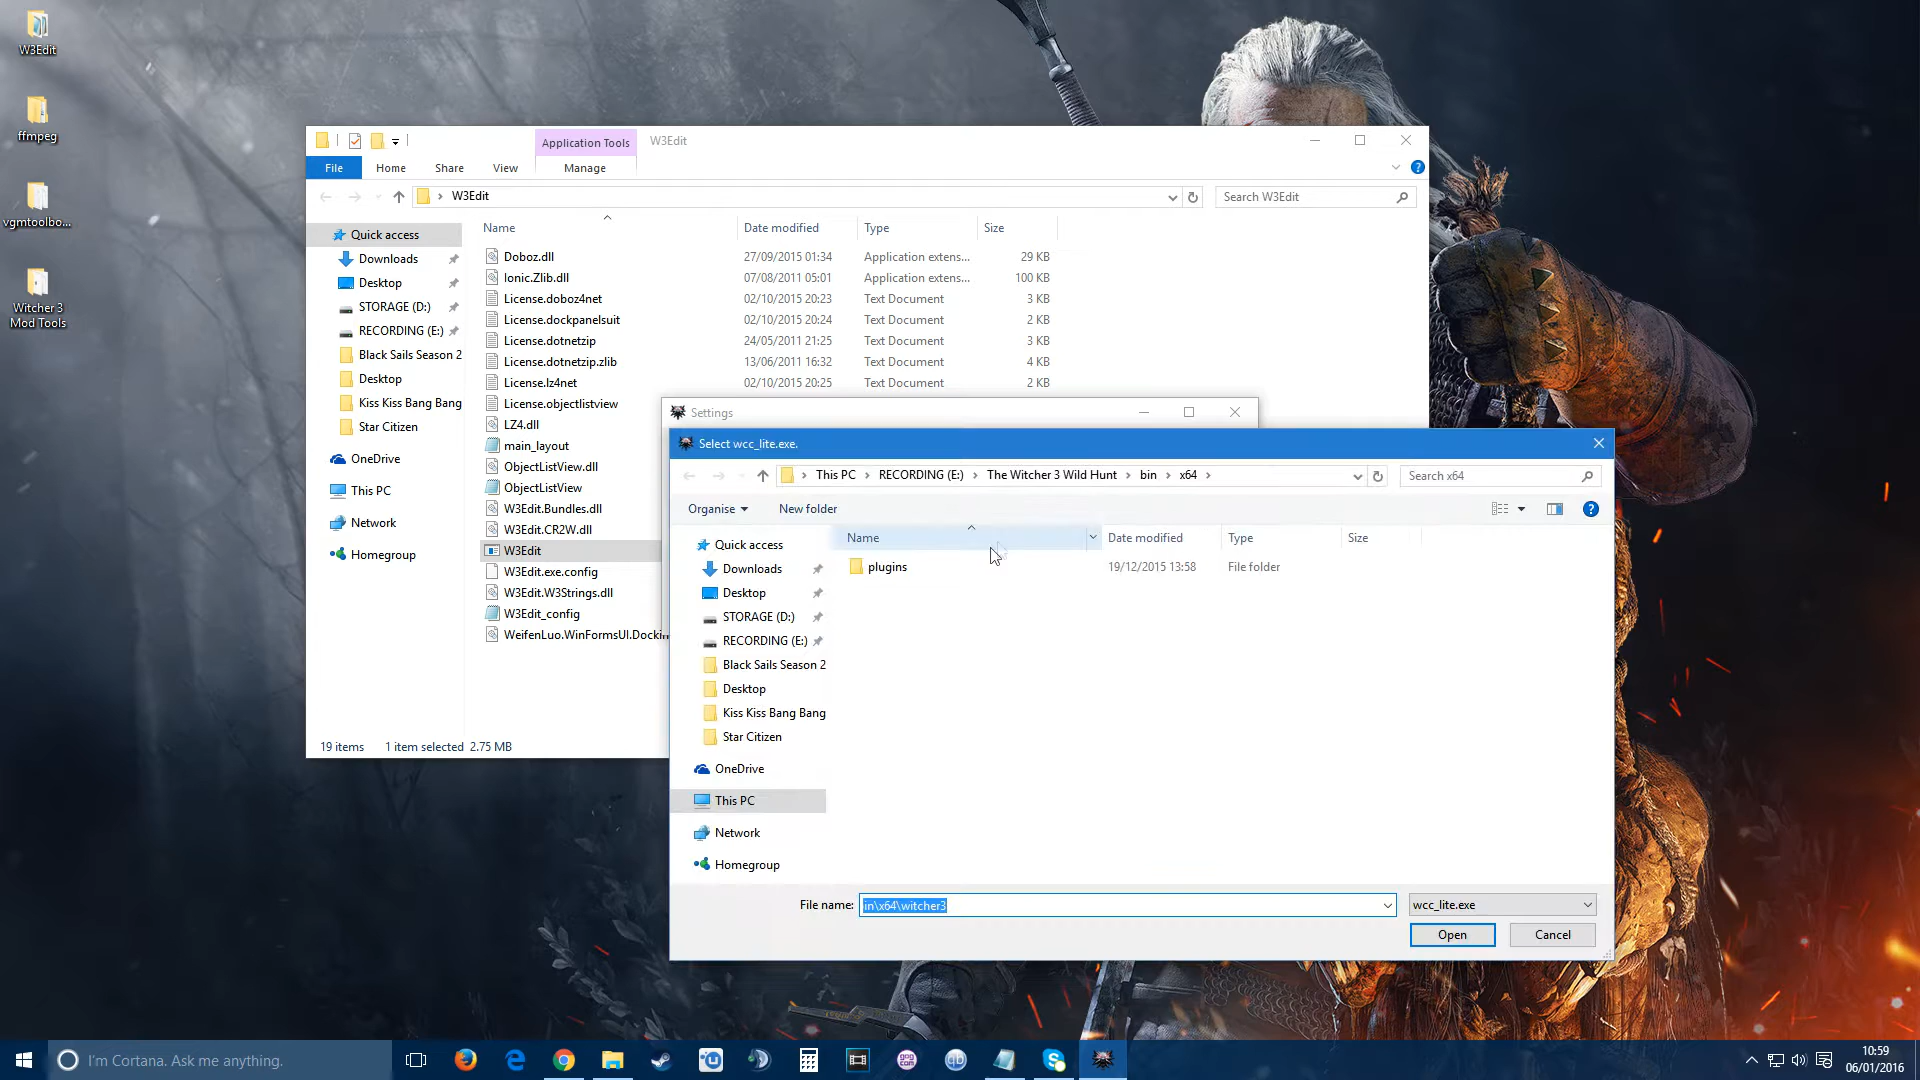 W3Edit
ffmpeg
vgmtoolbo...
Witcher 3
Mod Tools
Application Tools
W3Edit
File
Home
Share
View
Manage
W3Edit
Search W3Edit
Name
Date modified
Type
Size
Quick access
Downloads
Desktop
STORAGE (D:)
RECORDING (E:)
Black Sails Season 2
Desktop
Kiss Kiss Bang Bang
Star Citizen
OneDrive
This PC
Network
Homegroup
Doboz.dll 27/09/2015 01:34 Application extens... 29 KB
Ionic.Zlib.dll 07/08/2011 05:01 Application extens... 100 KB
License.doboz4net 02/10/2015 20:23 Text Document 3 KB
License.dockpanelsuit 02/10/2015 20:24 Text Document 2 KB
License.dotnetzip 24/05/2011 21:25 Text Document 3 KB
License.dotnetzip.zlib 13/06/2011 16:32 Text Document 4 KB
License.lz4net 02/10/2015 20:25 Text Document 2 KB
License.objectlistview
LZ4.dll
main_layout
ObjectListView.dll
ObjectListView
W3Edit.Bundles.dll
W3Edit.CR2W.dll
W3Edit
W3Edit.exe.config
W3Edit.W3Strings.dll
W3Edit_config
WeifenLuo.WinFormsUI.Dockin
19 items 1 item selected 2.75 MB
Settings
Select wcc_lite.exe.
This PC › RECORDING (E:) › The Witcher 3 Wild Hunt › bin › x64 ›
Search x64
Organise
New folder
Name
Date modified
Type
Size
Quick access
Downloads
Desktop
STORAGE (D:)
RECORDING (E:)
Black Sails Season 2
Desktop
Kiss Kiss Bang Bang
Star Citizen
OneDrive
This PC
Network
Homegroup
plugins 19/12/2015 13:58 File folder
File name: in\x64\witcher3
wcc_lite.exe
Open
Cancel
I'm Cortana. Ask me anything.
gog
com
qb
10:59
06/01/2016